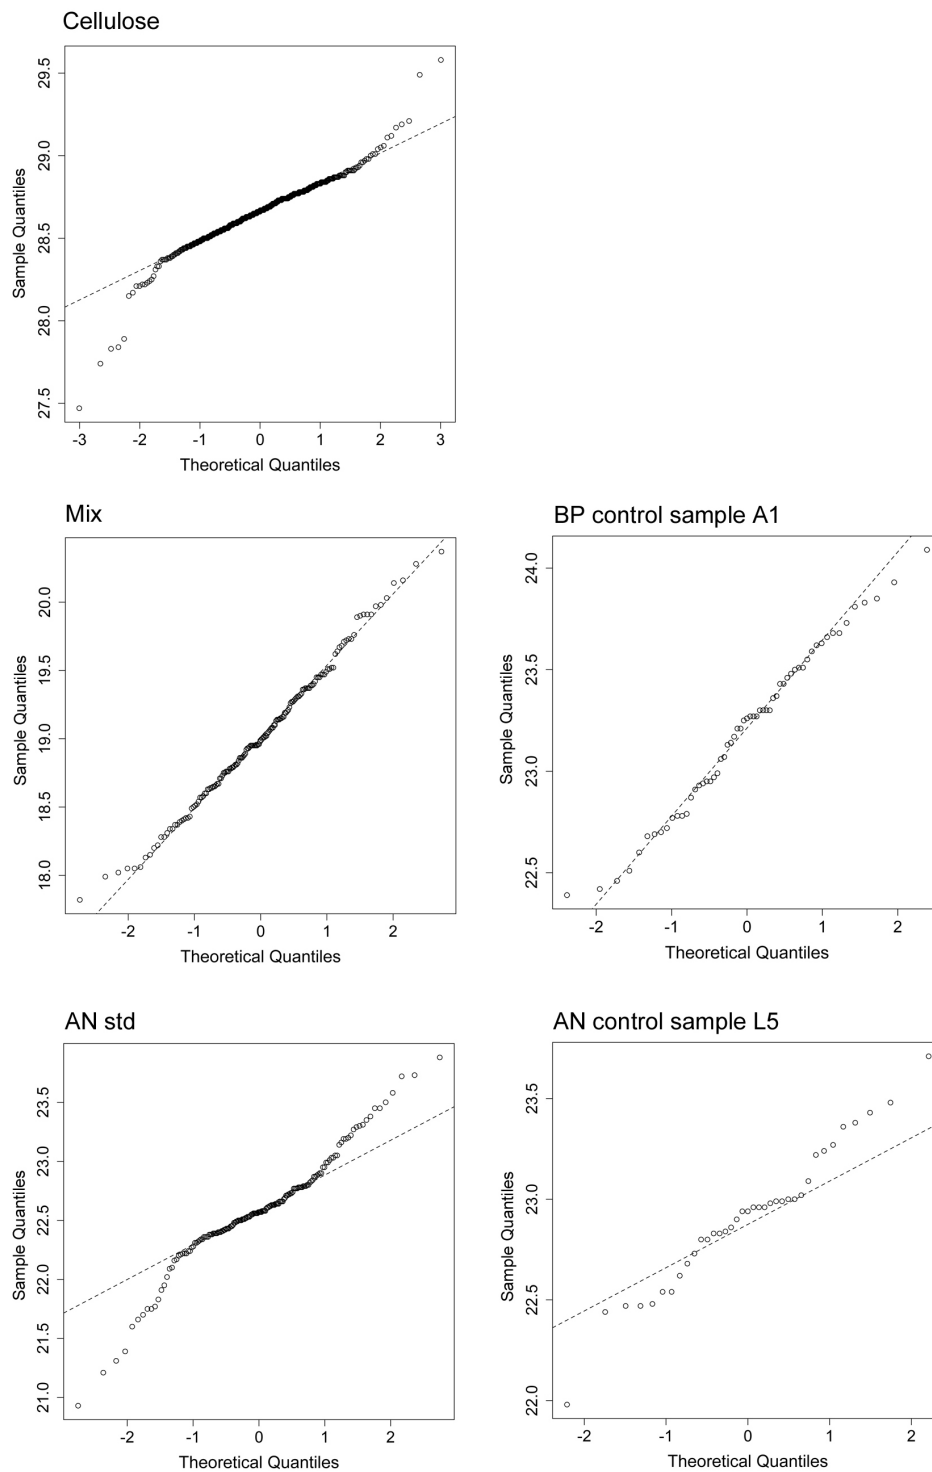 Cellulose
29.5
29.0
28.5
28.0
27.5
Sample Quantiles
-3 -2 -1 0 1 2 3
Theoretical Quantiles
Mix
20.0
19.5
19.0
18.5
18.0
Sample Quantiles
-2 -1 0 1 2
Theoretical Quantiles
BP control sample A1
24.0
23.5
23.0
22.5
Sample Quantiles
-2 -1 0 1 2
Theoretical Quantiles
AN std
23.5
23.0
22.5
22.0
21.5
21.0
Sample Quantiles
-2 -1 0 1 2
Theoretical Quantiles
AN control sample L5
23.5
23.0
22.5
22.0
Sample Quantiles
-2 -1 0 1 2
Theoretical Quantiles